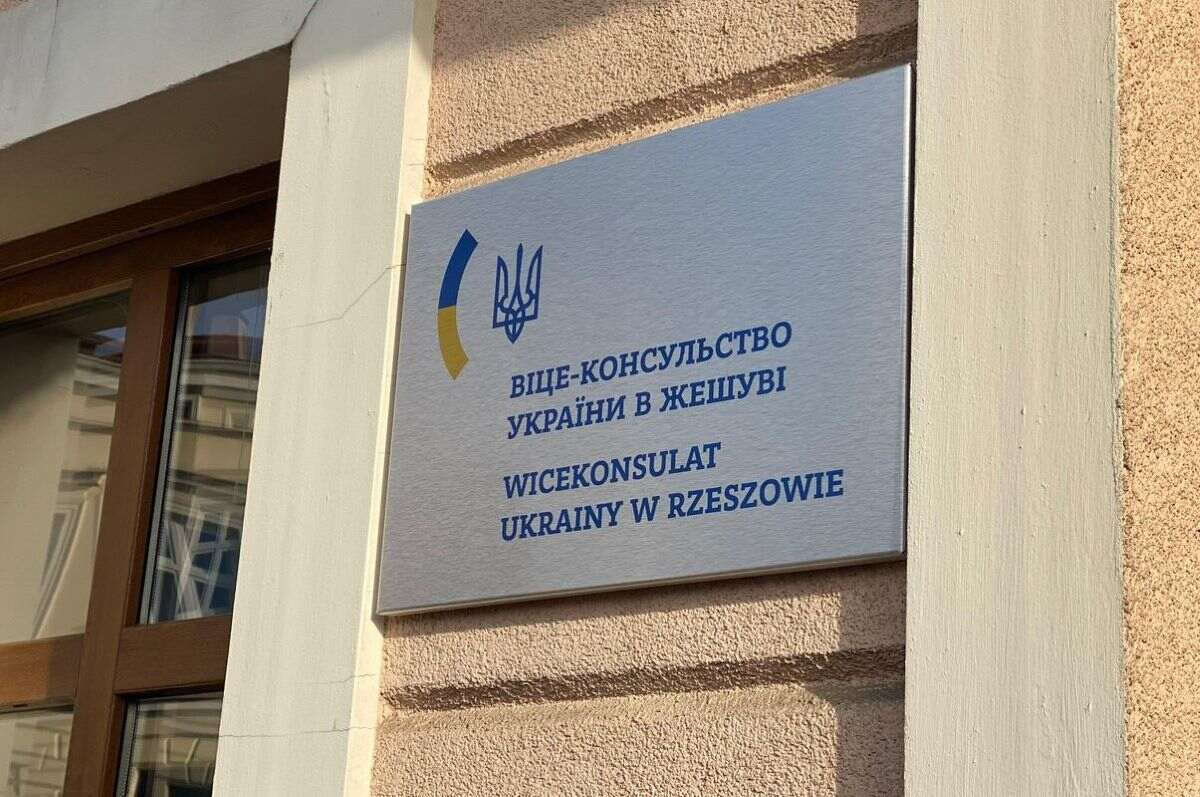 ВІЦЕ-КОНСУЛЬСТВО
УКРАЇНИ В ЖЕШУВІ
WICEKONSULAT
UKRAINY W RZESZOWIE